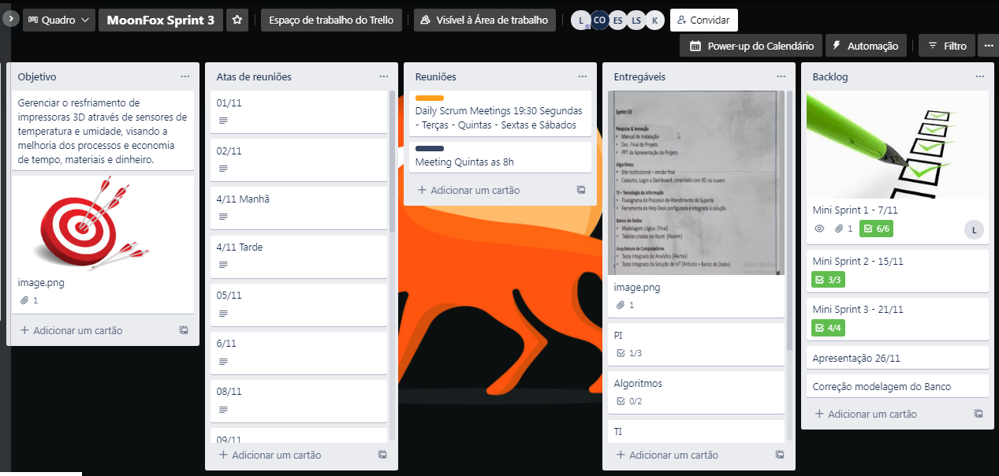 Quadro
MoonFox Sprint 3
Espaço de trabalho do Trello
Visível à Área de trabalho
L
CO
ES
LS
K
Convidar
Power-up do Calendário
Automação
Filtro
Objetivo
Gerenciar o resfriamento de
impressoras 3D através de sensores de
temperatura e umidade, visando a
melhoria dos processos e economia
de tempo, materiais e dinheiro.
image.png
1
Adicionar um cartão
Atas de reuniões
01/11
02/11
4/11 Manhã
4/11 Tarde
05/11
6/11
08/11
09/11
Adicionar um cartão
Reuniões
Daily Scrum Meetings 19:30 Segundas
- Terças - Quintas - Sextas e Sábados
Meeting Quintas as 8h
Adicionar um cartão
Entregáveis
Sprint 03
Pesquisa & Inovação
• Manual de Instalação
• Doc. Final do Projeto
• PPT da Apresentação do Projeto
Algoritmos
• Site Institucional – versão final
• Cadastro, Login e Dashboard, conectado com BD na nuvem
TI – Tecnologia da Informação
• Fluxograma do Processo de Atendimento do Suporte
• Ferramenta de Help Desk configurada e integrada à solução
Banco de Dados
• Modelagem Lógica (Final)
• Tabelas criadas no Azure (Nuvem)
Arquitetura de Computadores
• Teste Integrado do Analytics (Alertas)
• Teste Integrado da Solução de IoT (Arduino + Banco de Dados)
image.png
1
PI
1/3
Algoritmos
0/2
TI
Adicionar um cartão
Backlog
Mini Sprint 1 - 7/11
1
6/6
L
Mini Sprint 2 - 15/11
3/3
Mini Sprint 3 - 21/11
4/4
Apresentação 26/11
Correção modelagem do Banco
Adicionar um cartão